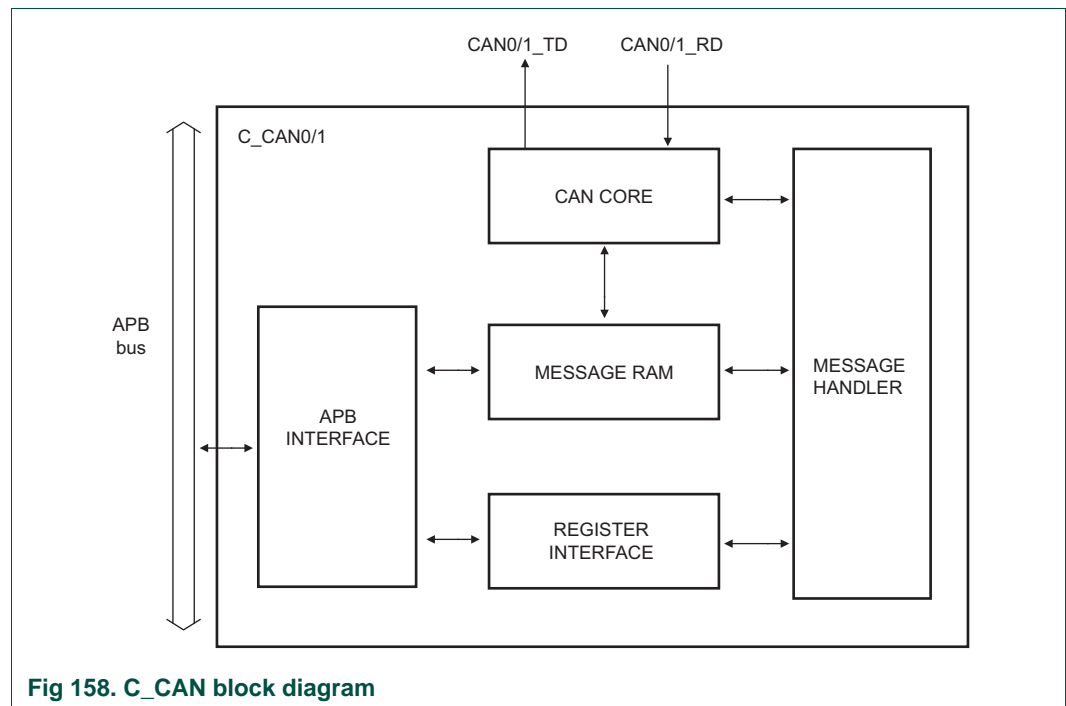 CAN0/1_TD
CAN0/1_RD
C_CAN0/1
CAN CORE
APB
bus
MESSAGE RAM
MESSAGE
HANDLER
APB
INTERFACE
REGISTER
INTERFACE
Fig 158. C_CAN block diagram